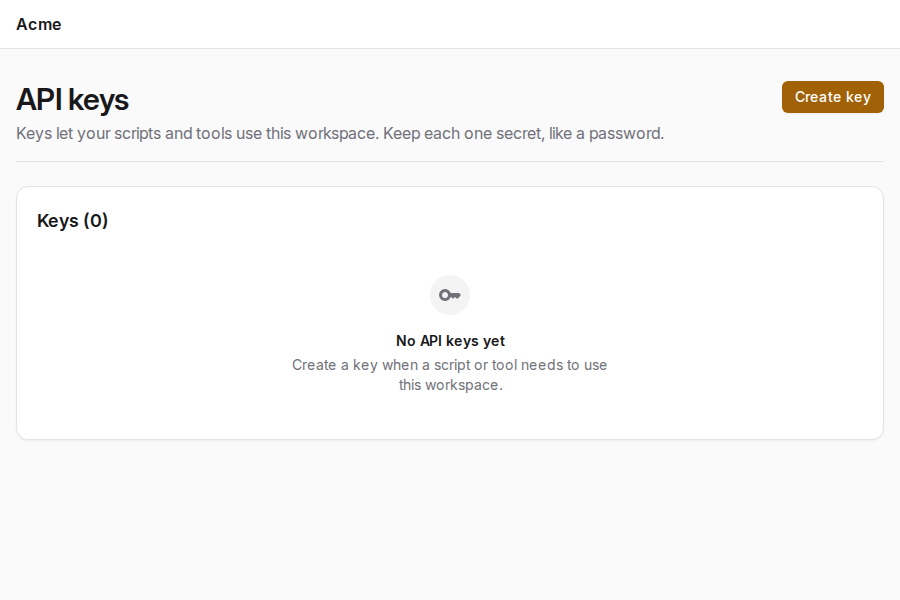 Acme
API keys
Create key
Keys let your scripts and tools use this workspace. Keep each one secret, like a password.
Keys (0)
No API keys yet
Create a key when a script or tool needs to use
this workspace.